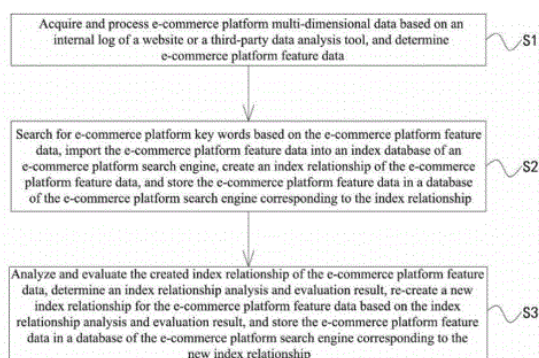 Acquire and process e-commerce platform multi-dimensional data based on an
internal log of a website or a third-party data analysis tool, and determine
e-commerce platform feature data
S1
Search for e-commerce platform key words based on the e-commerce platform feature
data, import the e-commerce platform feature data into an index database of an
e-commerce platform search engine, create an index relationship of the e-commerce
platform feature data, and store the e-commerce platform feature data in a database
of the e-commerce platform search engine corresponding to the index relationship
S2
Analyze and evaluate the created index relationship of the e-commerce platform feature
data, determine an index relationship analysis and evaluation result, re-create a new
index relationship for the e-commerce platform feature data based on the index
relationship analysis and evaluation result, and store the e-commerce platform feature
data in a database of the e-commerce platform search engine corresponding to the
new index relationship
S3